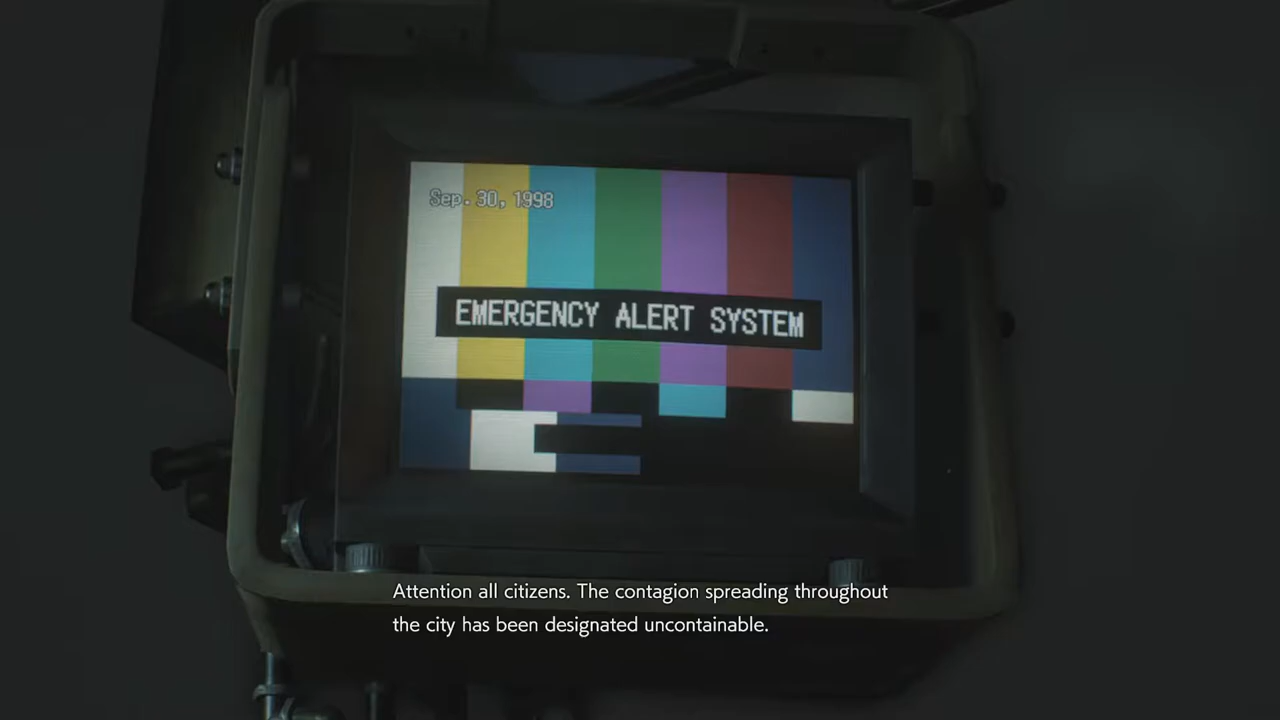 Sep. 30, 1998
EMERGENCY ALERT SYSTEM
Attention all citizens. The contagion spreading throughout
the city has been designated uncontainable.